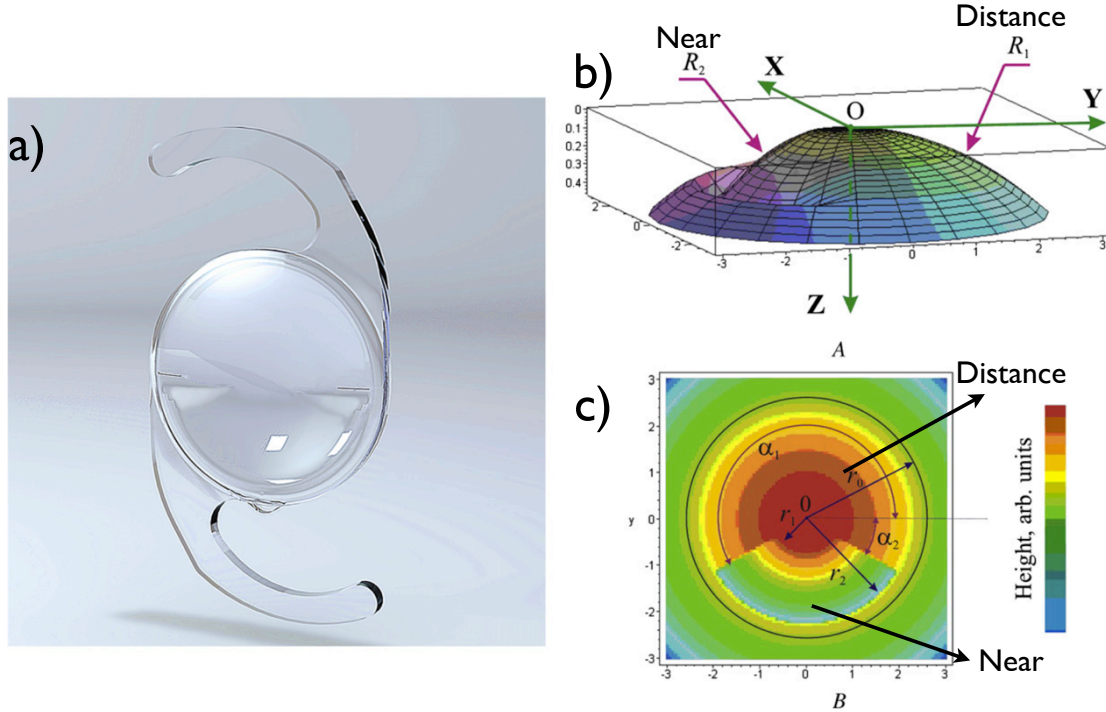 a)
b)
Near
R₂
Distance
R₁
X
Y
O
Z
0
0.1
0.2
0.3
0.4
2
0
-2
-3
-2
-1
0
1
2
3
A
c)
Distance
3
2
1
y 0
-1
-2
-3
α₁
r₀
0
r₁
α₂
r₂
-3 -2 -1 0 1 2 3
B
Near
Height, arb. units